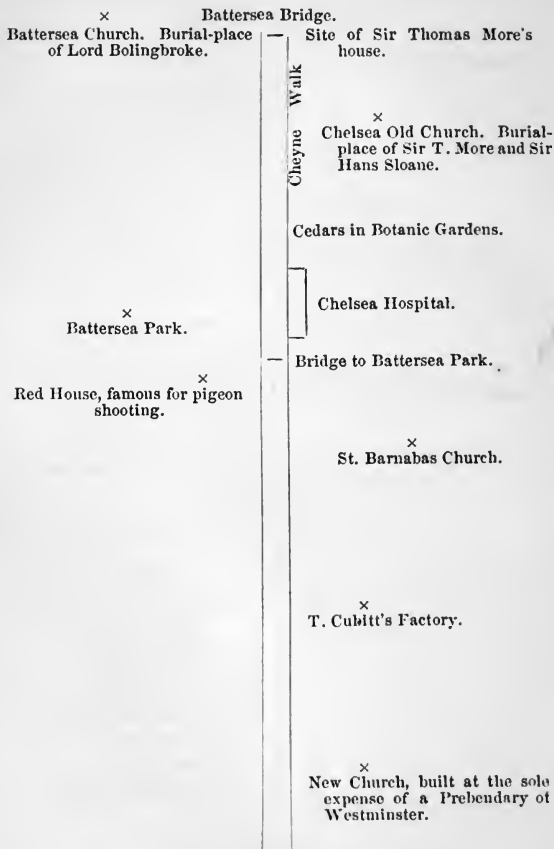 Battersea Bridge.
Battersea Church. Burial-place
of Lord Bolingbroke.
Site of Sir Thomas More's
house.
Cheyne Walk
Chelsea Old Church. Burial-
place of Sir T. More and Sir
Hans Sloane.
Cedars in Botanic Gardens.
Chelsea Hospital.
Battersea Park.
Bridge to Battersea Park.
Red House, famous for pigeon
shooting.
St. Barnabas Church.
T. Cubitt's Factory.
New Church, built at the sole
expense of a Prebendary of
Westminster.